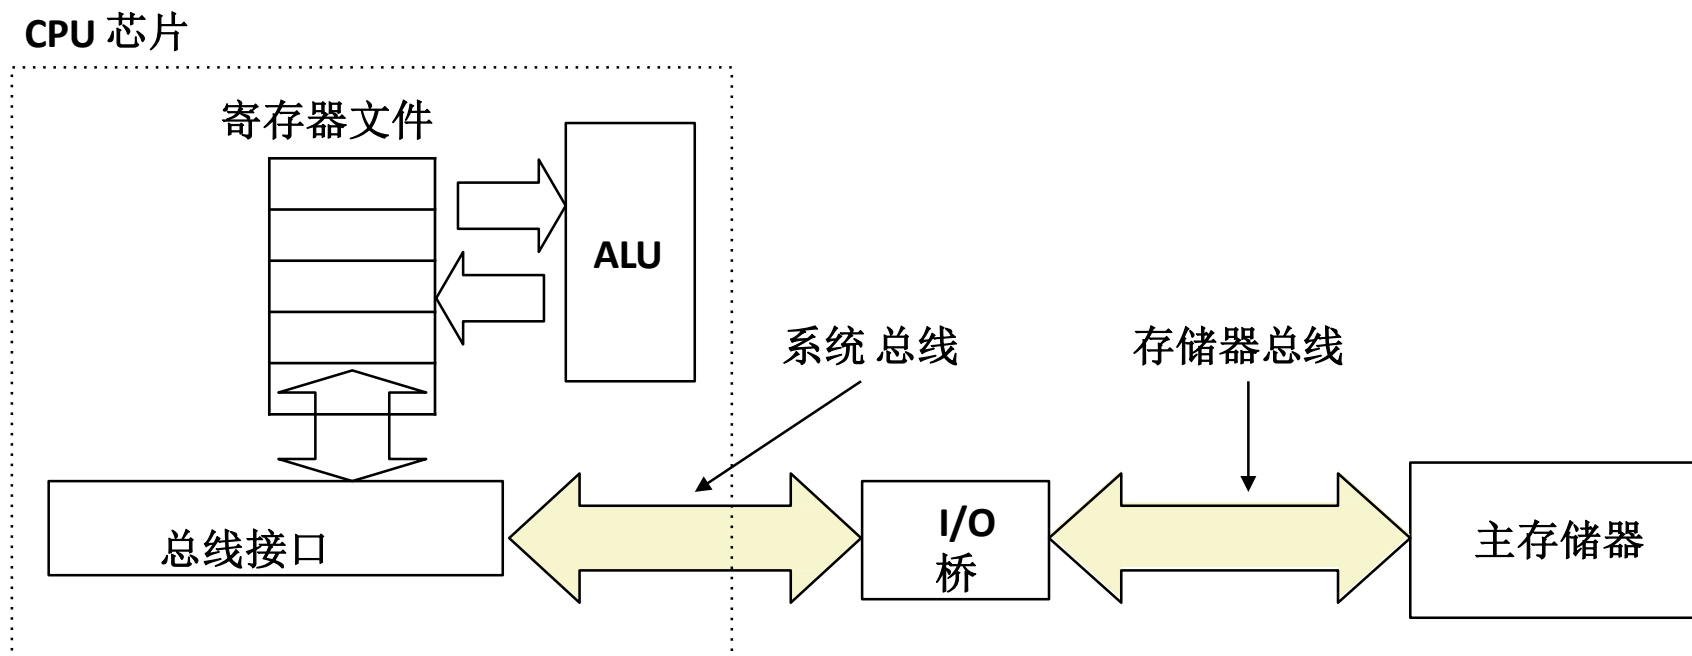 CPU 芯片
寄存器文件
ALU
系统 总线
存储器总线
总线接口
I/O
桥
主存储器